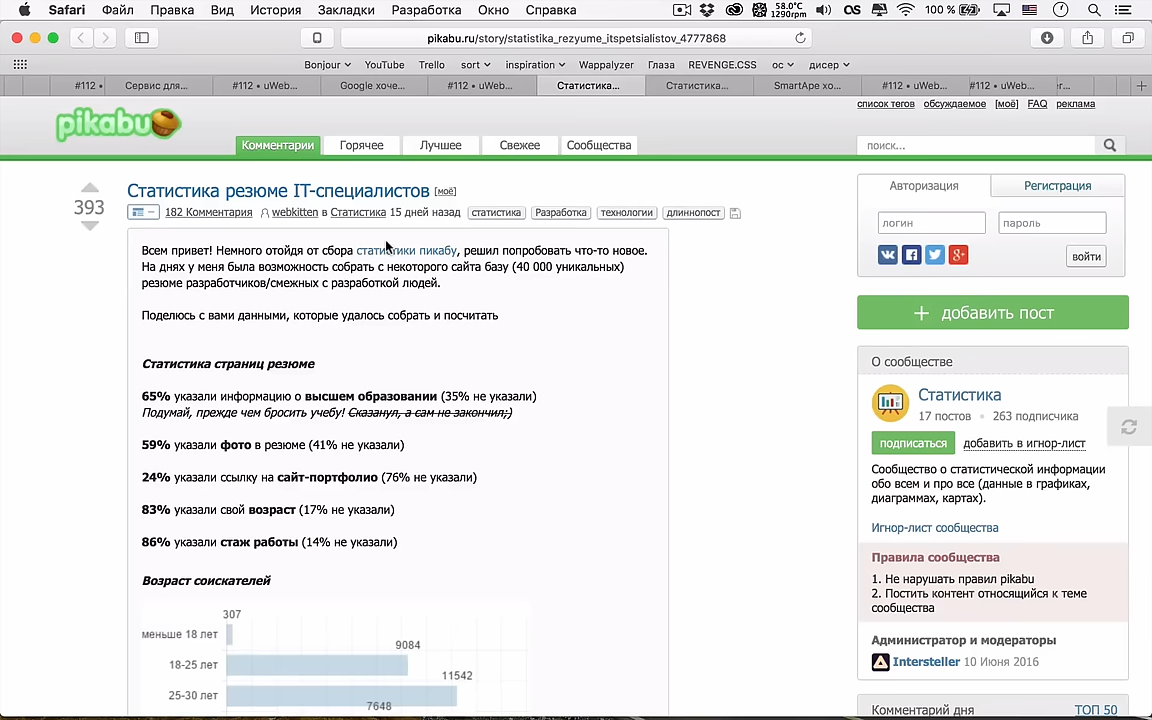 Safari Файл Правка Вид История Закладки Разработка Окно Справка 58.0°C 1290rpm 100 %
pikabu.ru/story/statistika_rezyume_itspetsialistov_4777868
Bonjour YouTube Trello sort inspiration Wappalyzer Глаза REVENGE.CSS ос дисер
#112 Сервис для... #112 • uWeb... Google хоче... #112 • uWeb... Статистика... Статистика... SmartApe хо... #112 • uWeb... #112 • uWeb...
список тегов обсуждаемое [моё] FAQ реклама
pikabu
Комментарии Горячее Лучшее Свежее Сообщества поиск...
Статистика резюме IT-специалистов [моё]
393
182 Комментария webkitten в Статистика 15 дней назад статистика Разработка технологии длиннопост
Всем привет! Немного отойдя от сбора статистики пикабу, решил попробовать что-то новое.
На днях у меня была возможность собрать с некоторого сайта базу (40 000 уникальных)
резюме разработчиков/смежных с разработкой людей.
Поделюсь с вами данными, которые удалось собрать и посчитать
Статистика страниц резюме
65% указали информацию о высшем образовании (35% не указали)
Подумай, прежде чем бросить учебу! Сказанул, а сам не закончил;)
59% указали фото в резюме (41% не указали)
24% указали ссылку на сайт-портфолио (76% не указали)
83% указали свой возраст (17% не указали)
86% указали стаж работы (14% не указали)
Возраст соискателей
307
меньше 18 лет
9084
18-25 лет
11542
25-30 лет
7648
Авторизация Регистрация
логин пароль
войти
+ добавить пост
О сообществе
Статистика
17 постов 263 подписчика
подписаться добавить в игнор-лист
Сообщество о статистической информации
обо всем и про все (данные в графиках,
диаграммах, картах).
Игнор-лист сообщества
Правила сообщества
1. Не нарушать правил pikabu
2. Постить контент относящийся к теме
сообщества
Администратор и модераторы
Intersteller 10 Июня 2016
Комментарий дня ТОП 50